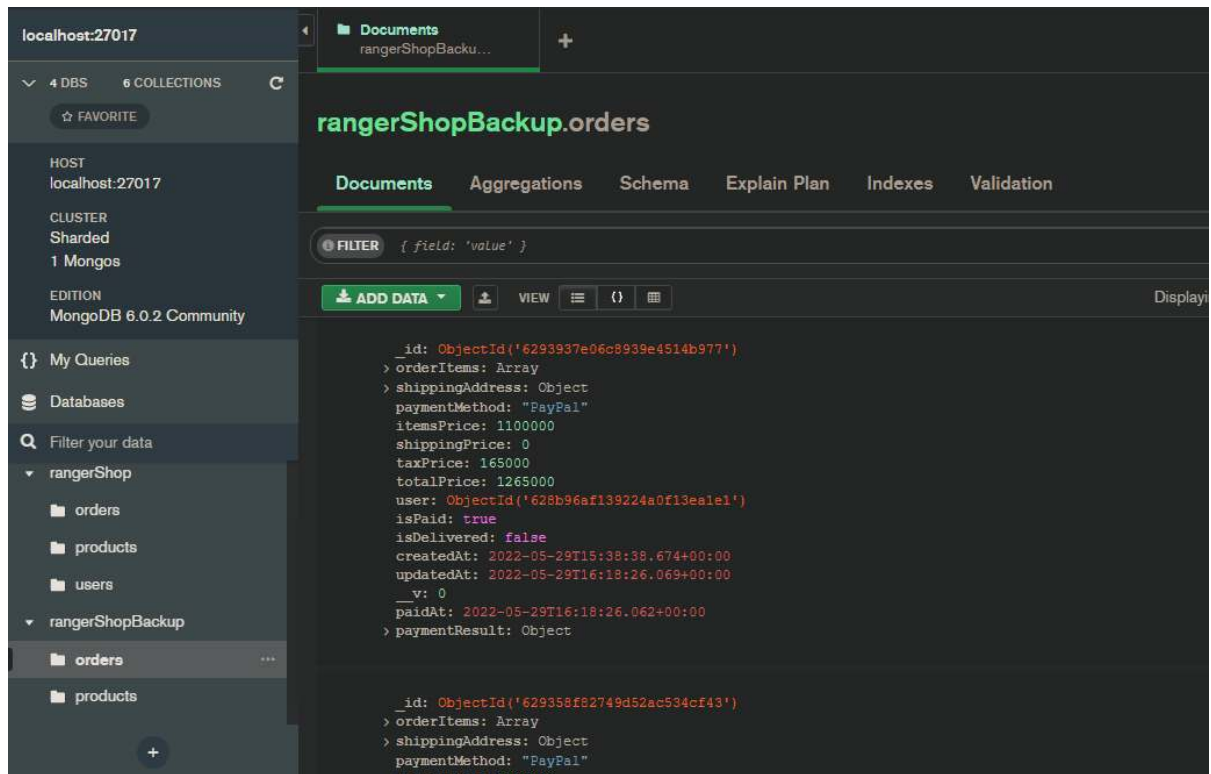 localhost:27017
4 DBS 6 COLLECTIONS
FAVORITE
HOST
localhost:27017
CLUSTER
Sharded
1 Mongos
EDITION
MongoDB 6.0.2 Community
{} My Queries
Databases
Filter your data
rangerShop
orders
products
users
rangerShopBackup
orders
products
+
Documents
rangerShopBacku...
+
rangerShopBackup.orders
Documents Aggregations Schema Explain Plan Indexes Validation
FILTER { field: 'value' }
ADD DATA VIEW {} Displayi
_id: ObjectId('6293937e06c8939e4514b977')
> orderItems: Array
> shippingAddress: Object
paymentMethod: "PayPal"
itemsPrice: 1100000
shippingPrice: 0
taxPrice: 165000
totalPrice: 1265000
user: ObjectId('628b96af139224a0f13ea1e1')
isPaid: true
isDelivered: false
createdAt: 2022-05-29T15:38:38.674+00:00
updatedAt: 2022-05-29T16:18:26.069+00:00
__v: 0
paidAt: 2022-05-29T16:18:26.062+00:00
> paymentResult: Object
_id: ObjectId('629358f82749d52ac534cf43')
> orderItems: Array
> shippingAddress: Object
paymentMethod: "PayPal"